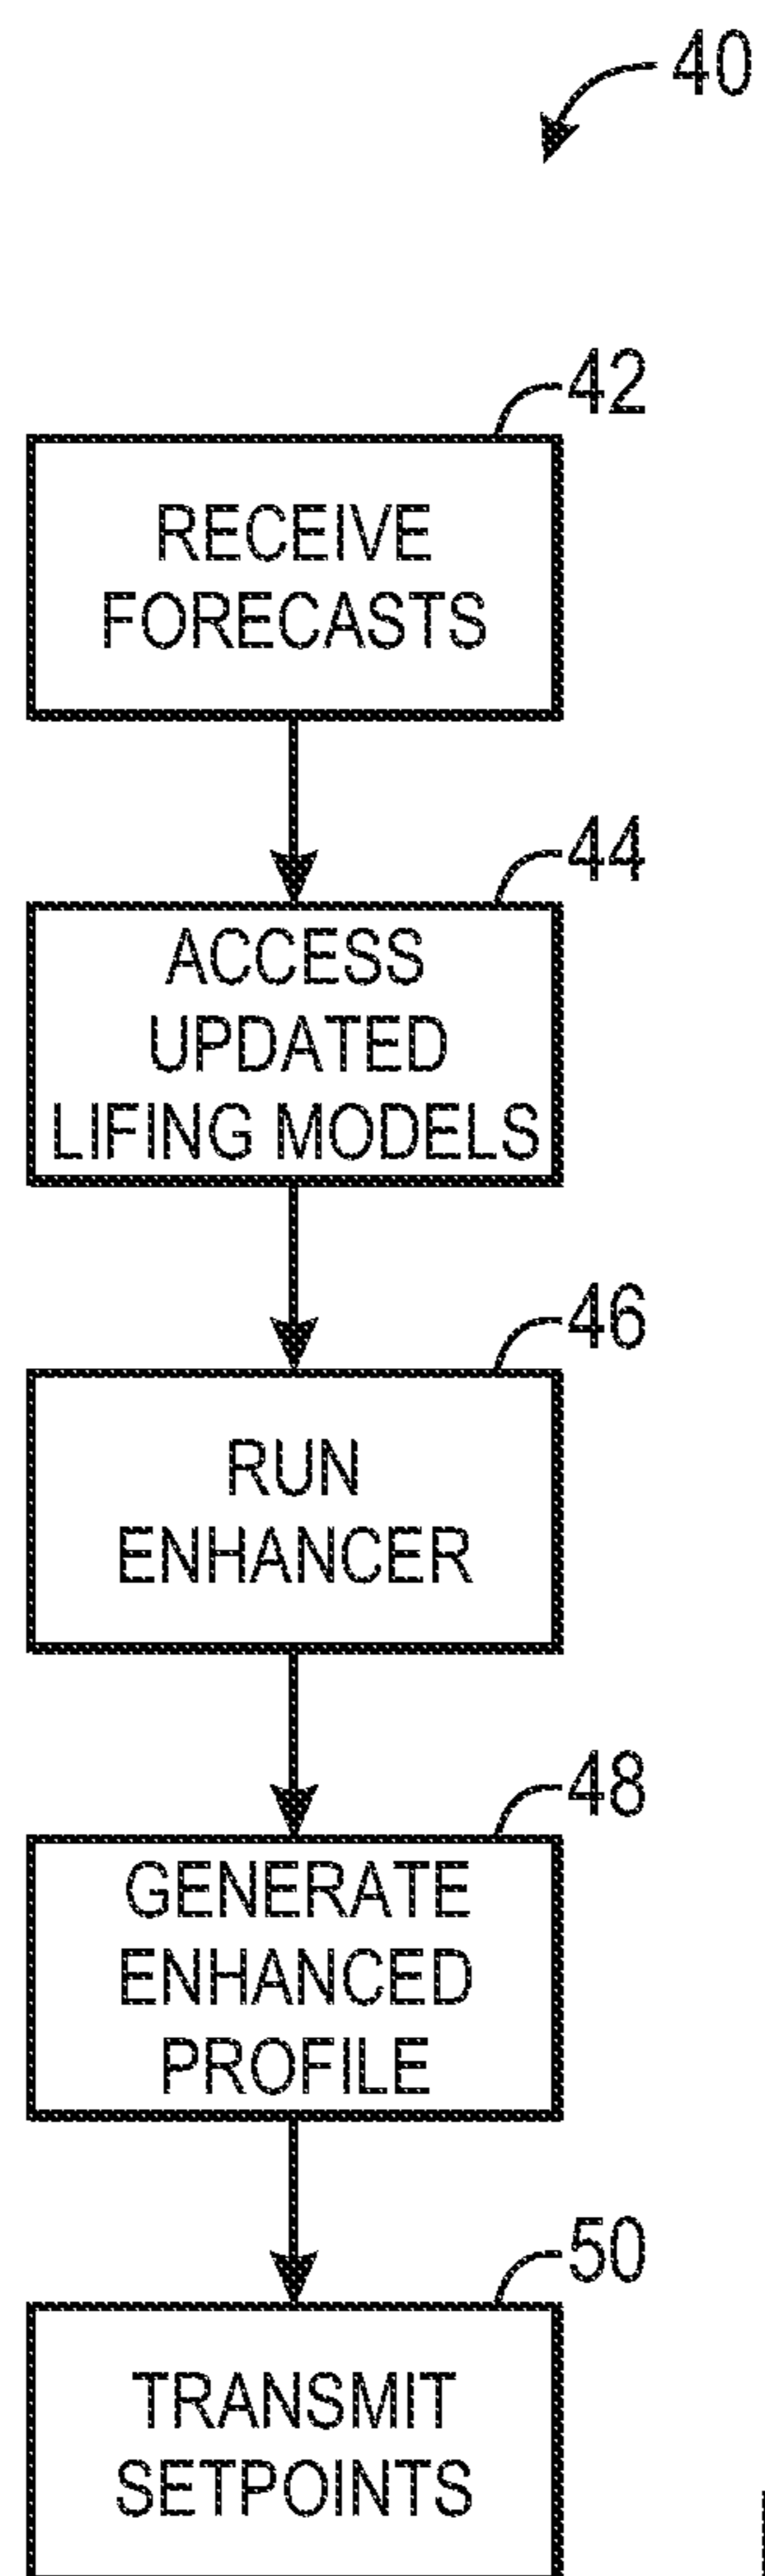 40
42
RECEIVE
FORECASTS
44
ACCESS
UPDATED
LIFING MODELS
46
RUN
ENHANCER
48
GENERATE
ENHANCED
PROFILE
50
TRANSMIT
SETPOINTS